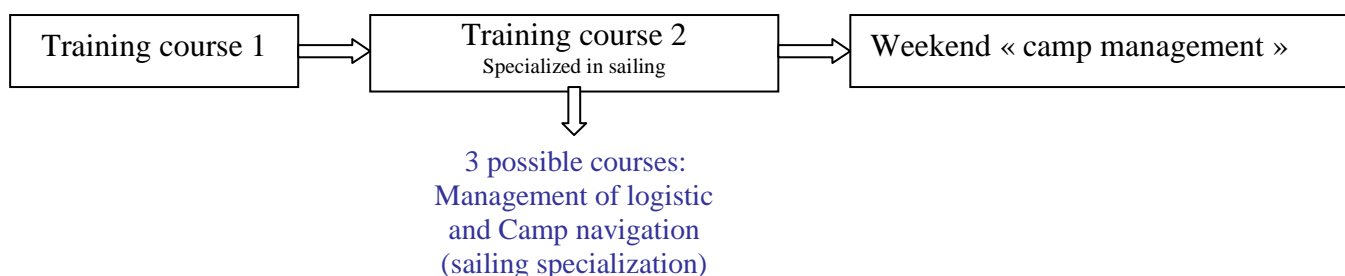 Training course 1
Training course 2
Specialized in sailing
Weekend « camp management »
3 possible courses:
Management of logistic
and Camp navigation
(sailing specialization)